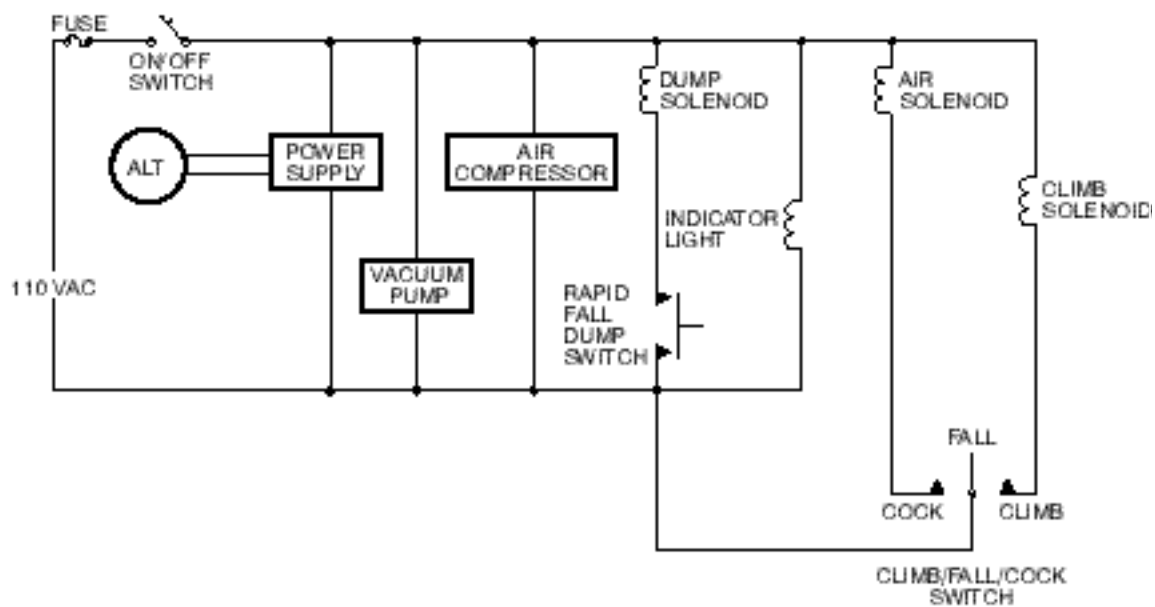 FUSE
ON/OFF
SWITCH
DUMP
SOLENOID
AIR
SOLENOID
ALT
POWER
SUPPLY
AIR
COMPRESSOR
CLIMB
SOLENOID
INDICATOR
LIGHT
110 VAC
VACUUM
PUMP
RAPID
FALL
DUMP
SWITCH
FALL
COCK
CLIMB
CLIMB/FALL/COCK
SWITCH